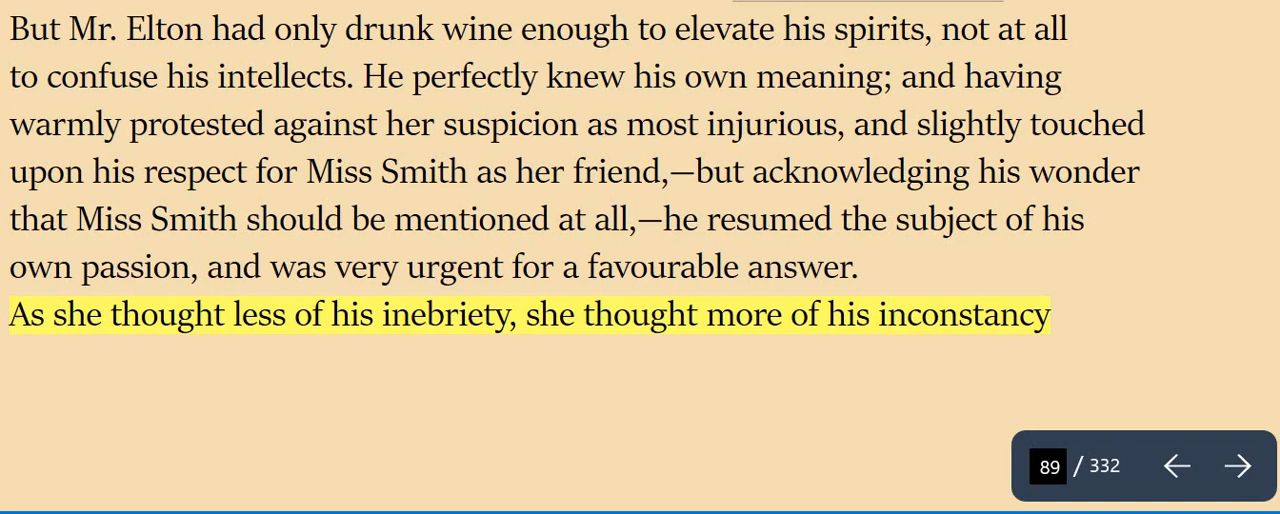 But Mr. Elton had only drunk wine enough to elevate his spirits, not at all
to confuse his intellects. He perfectly knew his own meaning; and having
warmly protested against her suspicion as most injurious, and slightly touched
upon his respect for Miss Smith as her friend,—but acknowledging his wonder
that Miss Smith should be mentioned at all,—he resumed the subject of his
own passion, and was very urgent for a favourable answer.
As she thought less of his inebriety, she thought more of his inconstancy
89 / 332